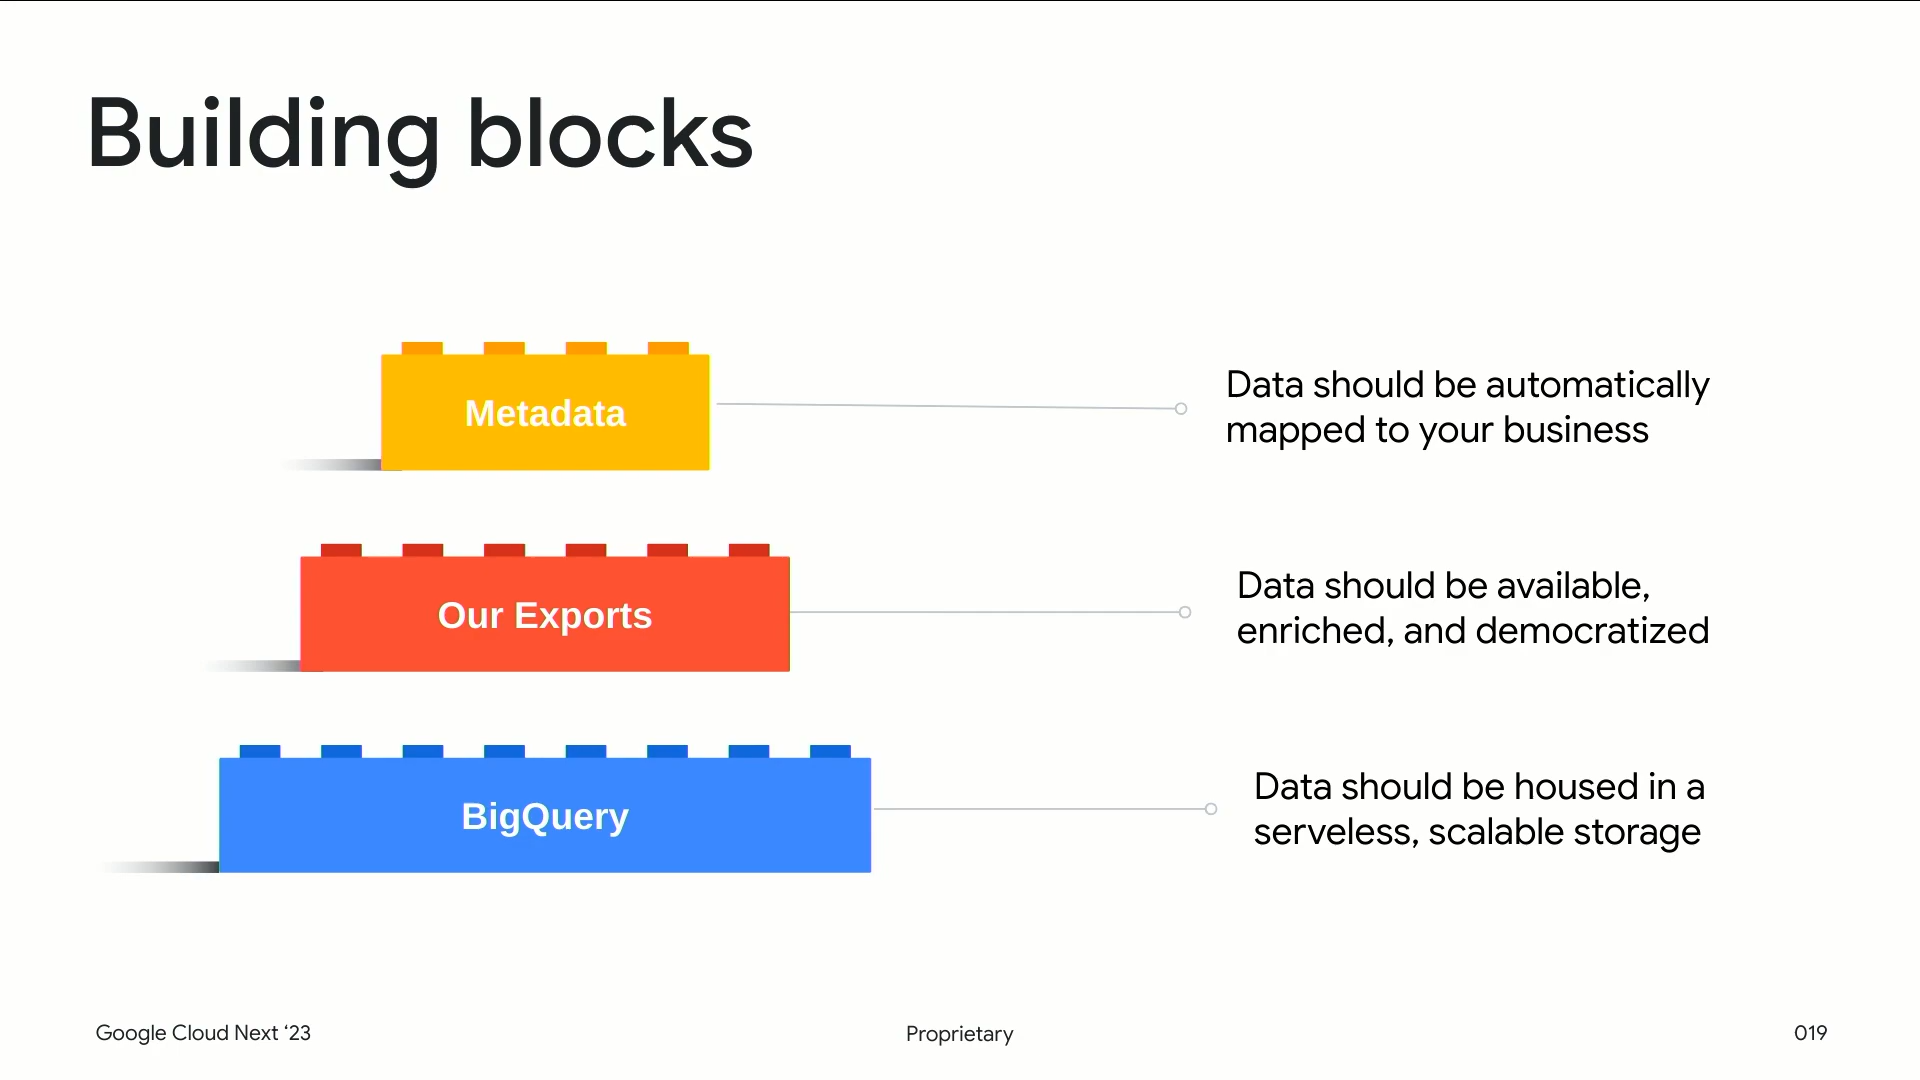 Building blocks
Metadata
Data should be automatically
mapped to your business
Our Exports
Data should be available,
enriched, and democratized
BigQuery
Data should be housed in a
serveless, scalable storage
Google Cloud Next ‘23
Proprietary
019